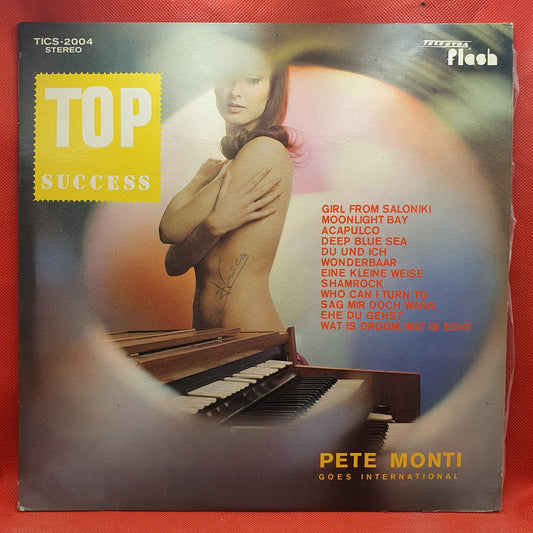 TICS-2004
STEREO
TELESTAR
flash
TOP
SUCCESS
GIRL FROM SALONIKI
MOONLIGHT BAY
ACAPULCO
DEEP BLUE SEA
DU UND ICH
WONDERBAAR
EINE KLEINE WEISE
SHAMROCK
WHO CAN I TURN TO
SAG MIR DOCH WANN
EHE DU GEHST
WAT IS DROOM, WAT IS ECHT
PETE MONTI
GOES INTERNATIONAL